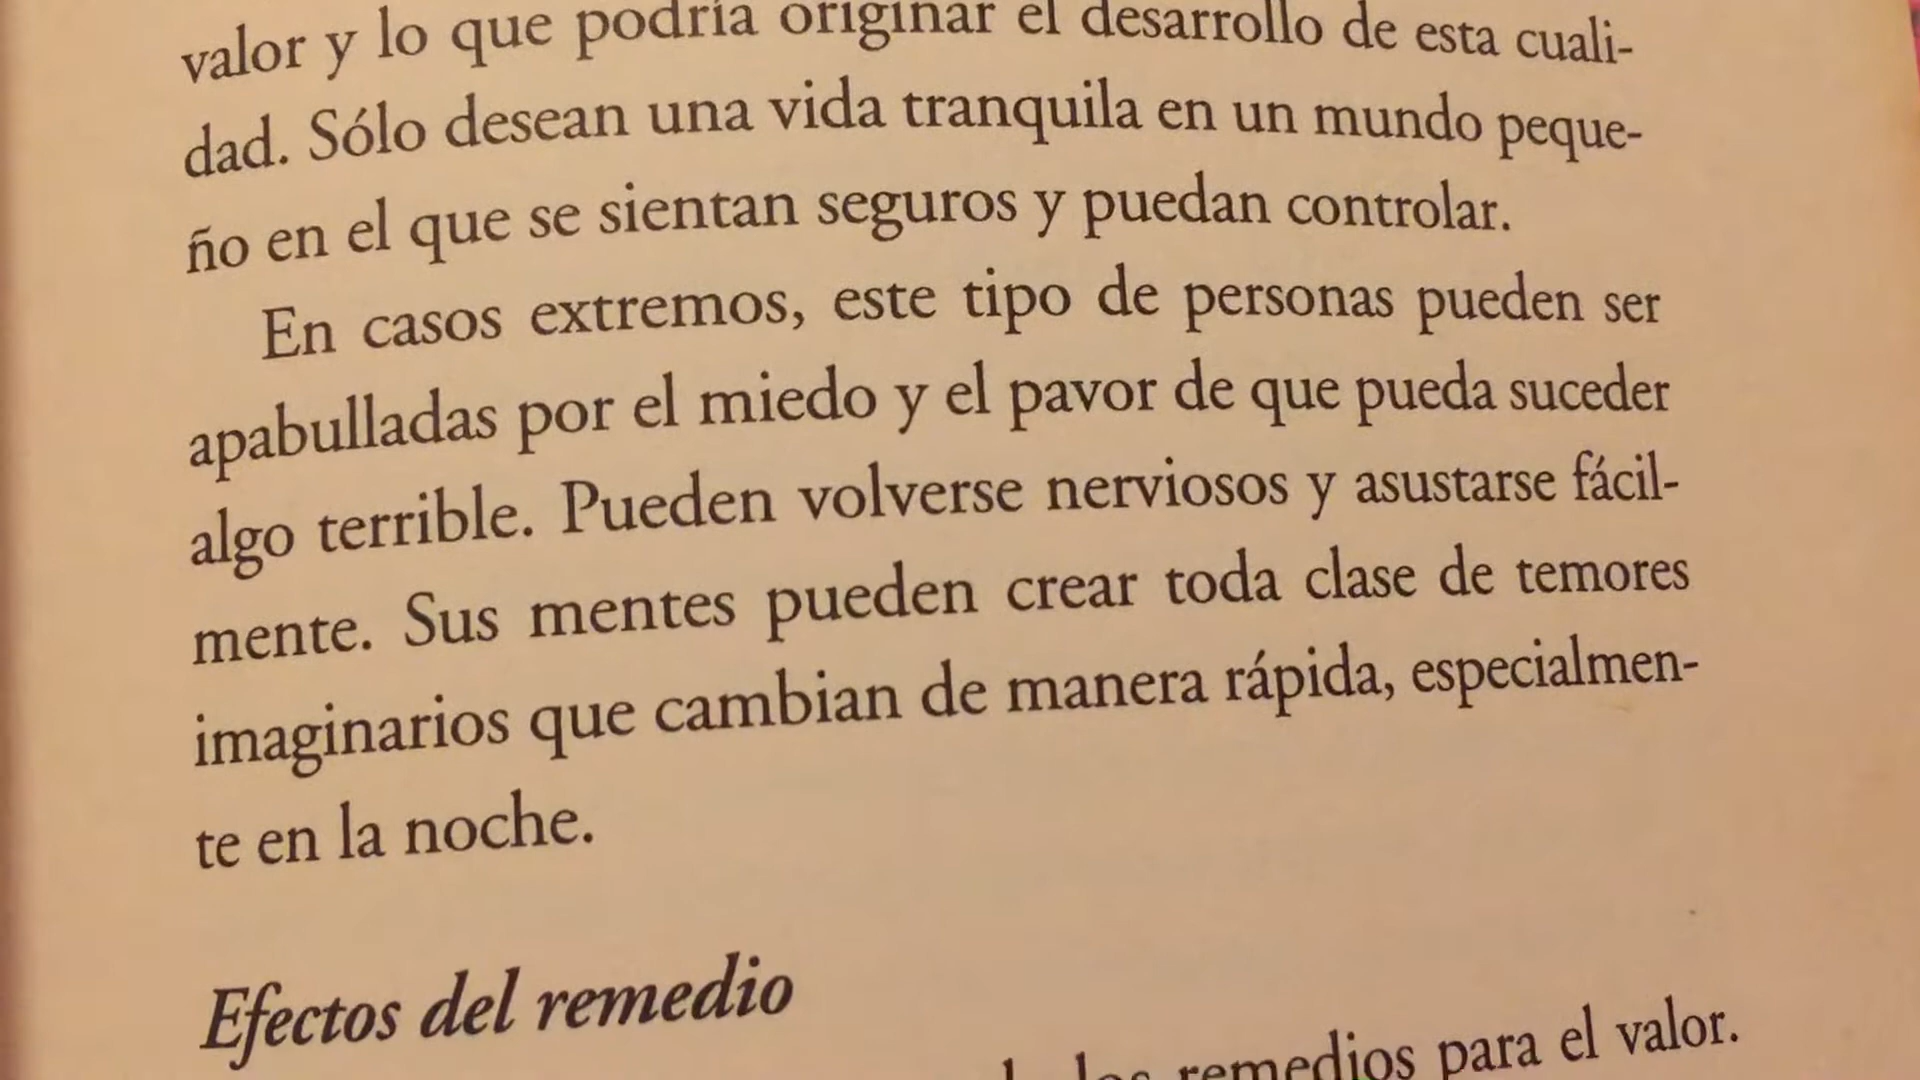 valor y lo que podría originar el desarrollo de esta cuali-
dad. Sólo desean una vida tranquila en un mundo peque-
ño en el que se sientan seguros y puedan controlar.
En casos extremos, este tipo de personas pueden ser
apabulladas por el miedo y el pavor de que pueda suceder
algo terrible. Pueden volverse nerviosos y asustarse fácil-
mente. Sus mentes pueden crear toda clase de temores
imaginarios que cambian de manera rápida, especialmen-
te en la noche.
Efectos del remedio
los remedios para el valor.